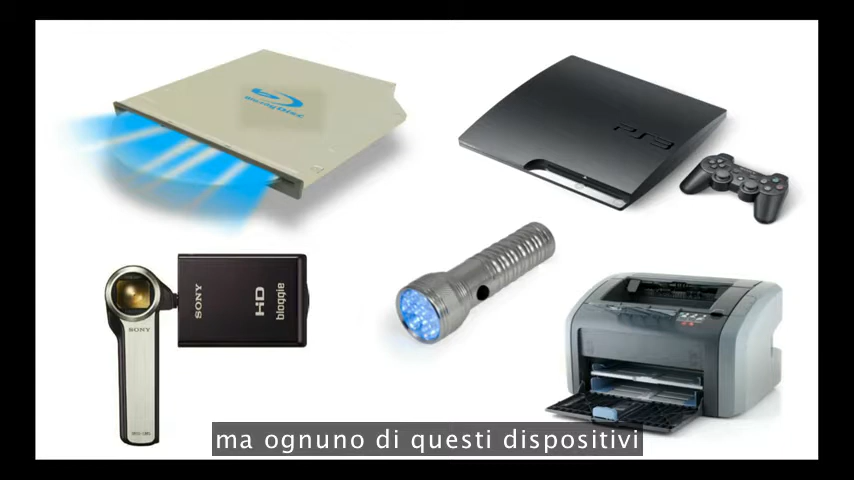 PS3
SONY
HD
bloggie
SONY
ma ognuno di questi dispositivi